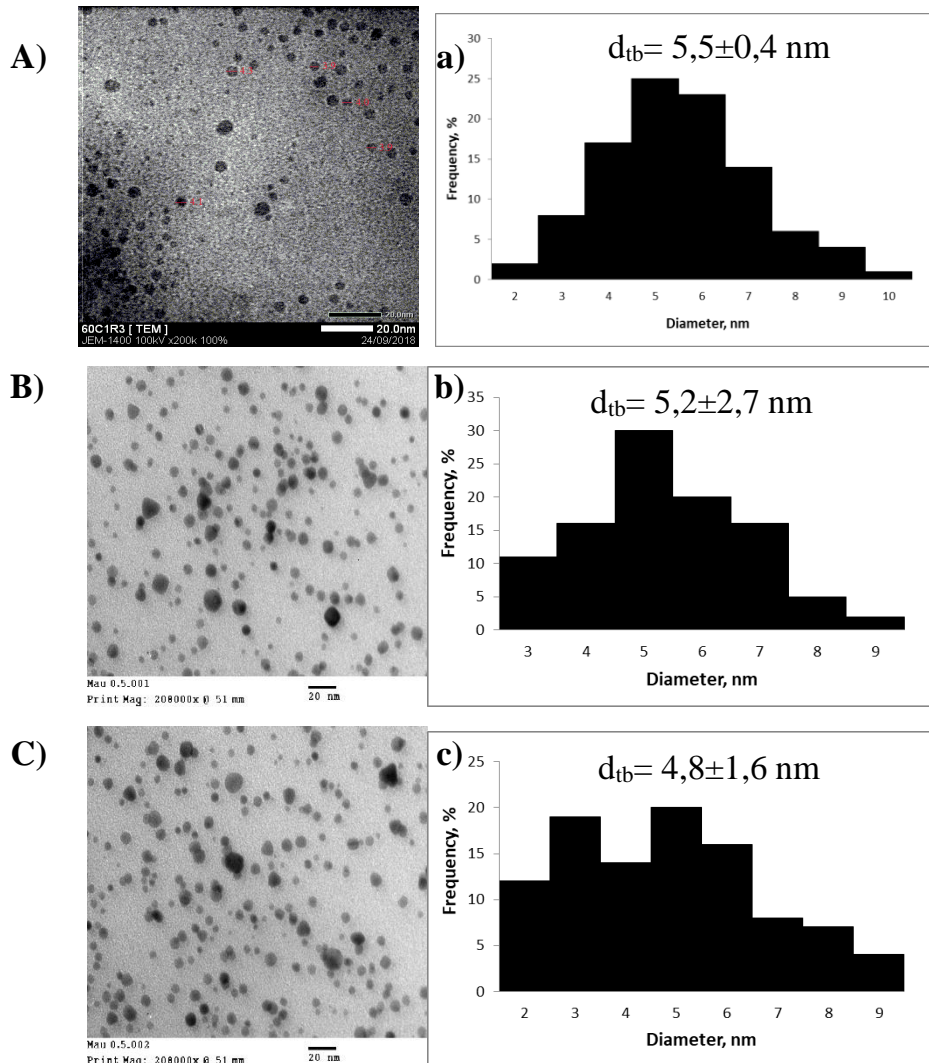 A)
20.0nm
60C1R3 [ TEM ]
20.0nm
JEM-1400 100kV x200k 100%
24/09/2018
a)
dtb= 5,5±0,4 nm
Frequency, %
30
25
20
15
10
5
0
2 3 4 5 6 7 8 9 10
Diameter, nm
B)
Mau 0.5.001
Print Mag: 208000x @ 51 mm
20 nm
b)
dtb= 5,2±2,7 nm
Frequency, %
35
30
25
20
15
10
5
0
3 4 5 6 7 8 9
Diameter, nm
C)
Mau 0.5.002
Print Mag: 208000x @ 51 mm
20 nm
c)
dtb= 4,8±1,6 nm
Frequency, %
25
20
15
10
5
0
2 3 4 5 6 7 8 9
Diameter, nm